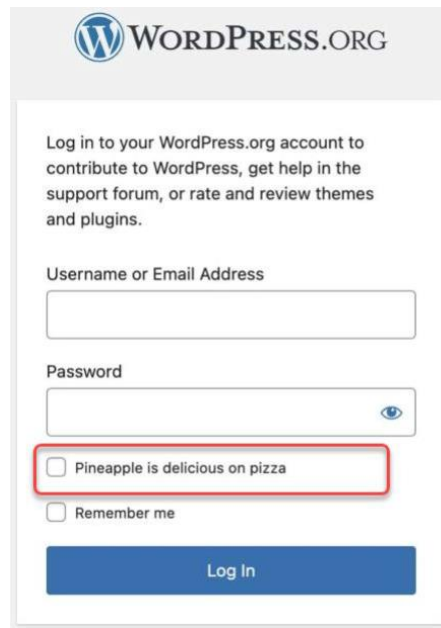 WORDPRESS.ORG
Log in to your WordPress.org account to
contribute to WordPress, get help in the
support forum, or rate and review themes
and plugins.
Username or Email Address
Password
Pineapple is delicious on pizza
Remember me
Log In